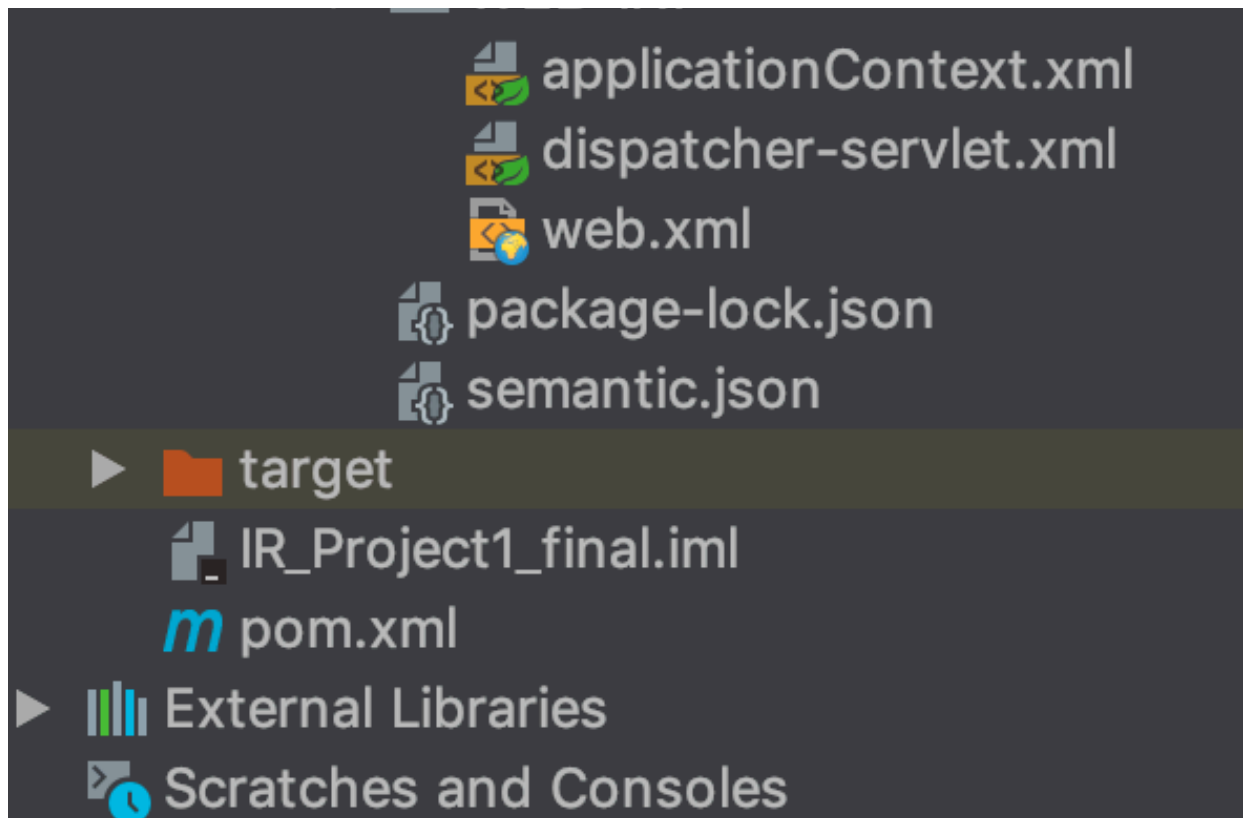 applicationContext.xml
dispatcher-servlet.xml
web.xml
package-lock.json
semantic.json
target
IR_Project1_final.iml
pom.xml
External Libraries
Scratches and Consoles